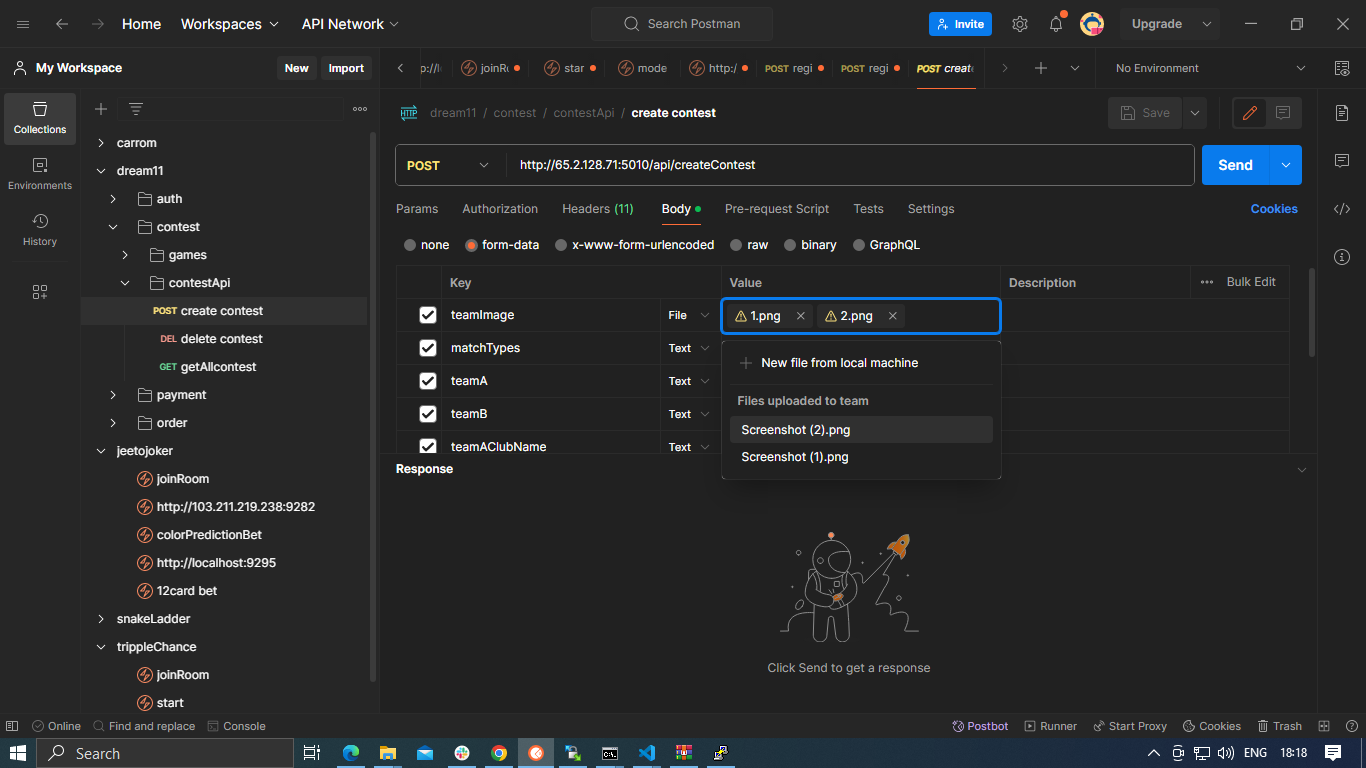 Home Workspaces API Network Search Postman Invite Upgrade
My Workspace New Import joinR star mode http:/ POST regi POST regi POST create No Environment
Collections
Environments
History
carrom
dream11
auth
contest
games
contestApi
POST create contest
DEL delete contest
GET getAllcontest
payment
order
jeetojoker
joinRoom
http://103.211.219.238:9282
colorPredictionBet
http://localhost:9295
12card bet
snakeLadder
trippleChance
joinRoom
start
HTTP dream11 / contest / contestApi / create contest Save
POST http://65.2.128.71:5010/api/createContest Send
Params Authorization Headers (11) Body Pre-request Script Tests Settings Cookies
none form-data x-www-form-urlencoded raw binary GraphQL
Key Value Description Bulk Edit
teamImage File 1.png 2.png
matchTypes Text
teamA Text
teamB Text
teamAClubName Text
New file from local machine
Files uploaded to team
Screenshot (2).png
Screenshot (1).png
Response
Click Send to get a response
Online Find and replace Console Postbot Runner Start Proxy Cookies Trash
Search ENG 18:18